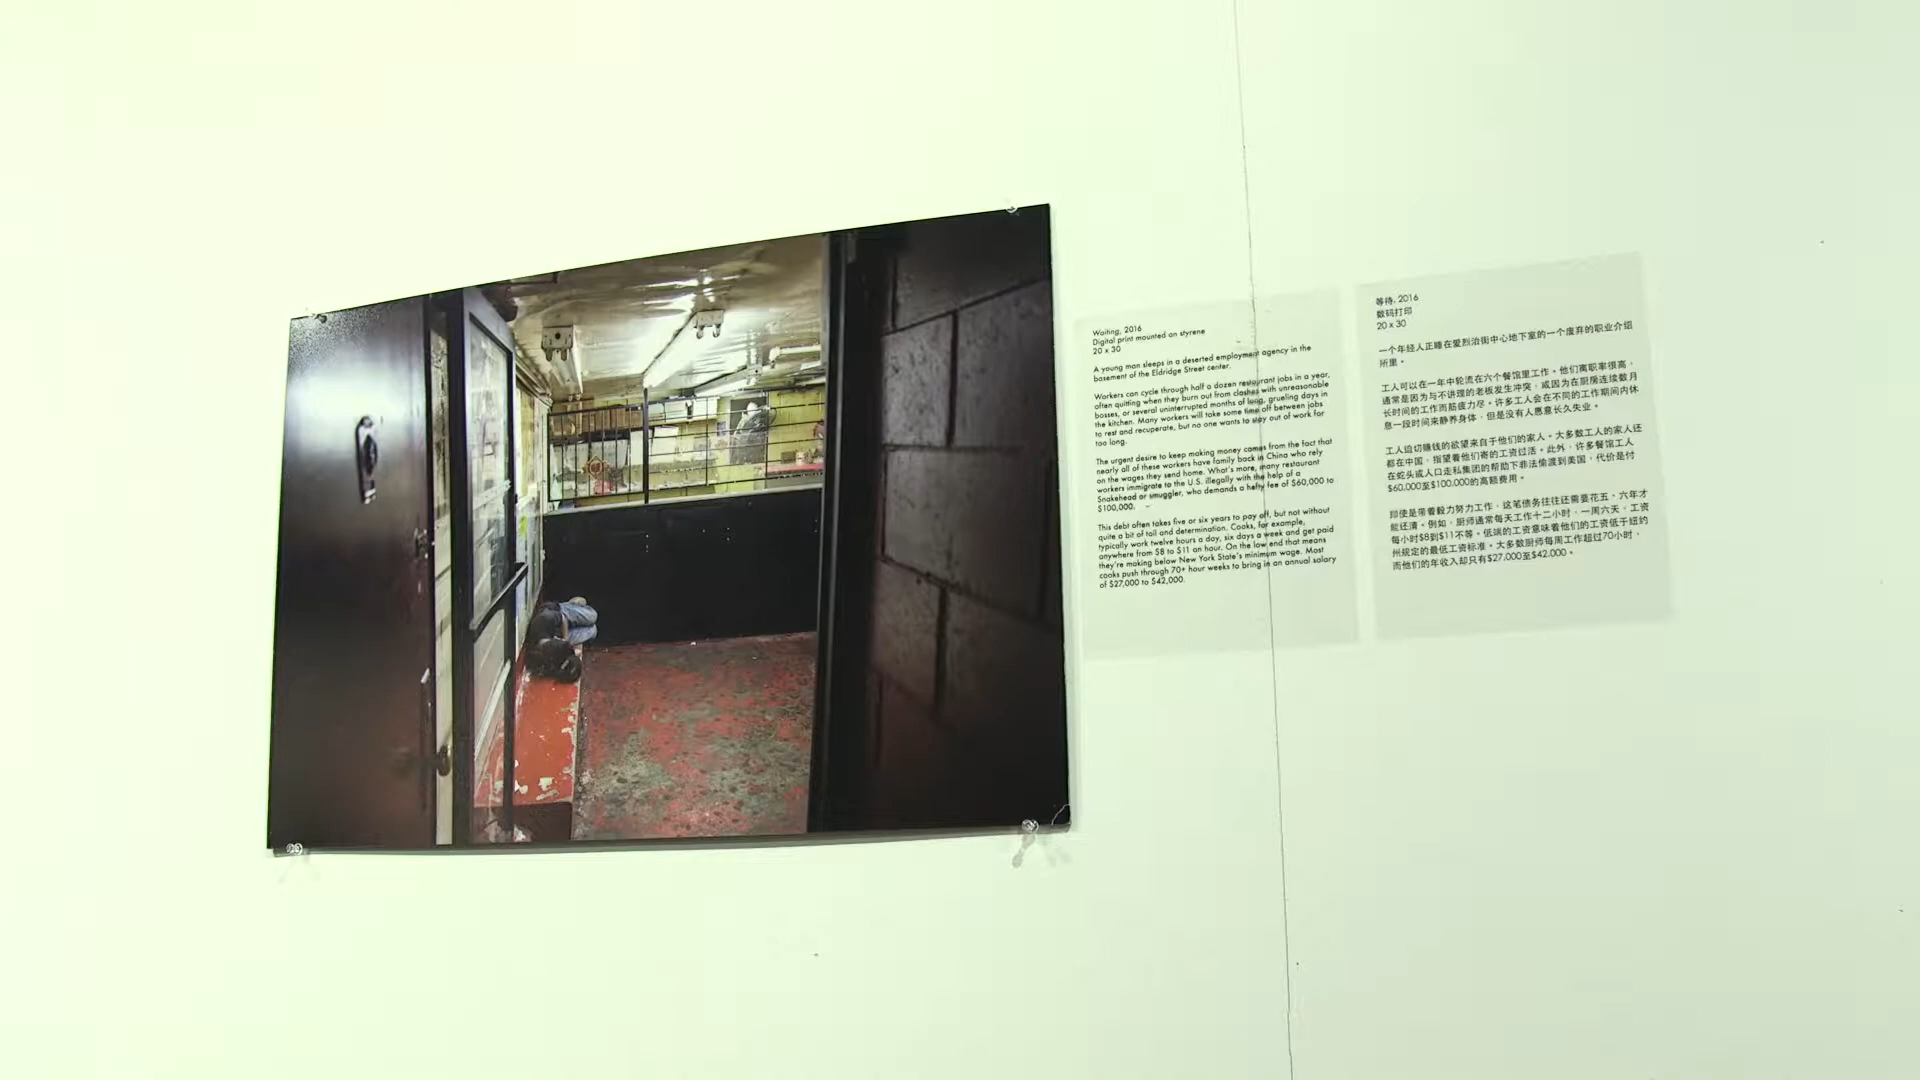 Waiting, 2016
Digital print mounted on styrene
20 x 30
A young man sleeps in a deserted employment agency in the
basement of the Eldridge Street center.
Workers can cycle through half a dozen restaurant jobs in a year,
often quitting when they burn out from clashes with unreasonable
bosses, or several uninterrupted months of long, grueling days in
the kitchen. Many workers will take some time off between jobs
to rest and recuperate, but no one wants to stay out of work for
too long.
The urgent desire to keep making money comes from the fact that
nearly all of these workers have family back in China who rely
on the wages they send home. What's more, many restaurant
workers immigrate to the U.S. illegally with the help of a
Snakehead or smuggler, who demands a hefty fee of $60,000 to
$100,000.
This debt often takes five or six years to pay off, but not without
quite a bit of toil and determination. Cooks, for example,
typically work twelve hours a day, six days a week and get paid
anywhere from $8 to $11 an hour. On the low end that means
they're making below New York State's minimum wage. Most
cooks push through 70+ hour weeks to bring in an annual salary
of $27,000 to $42,000.
等待, 2016
数码打印
20 x 30
一个年轻人正睡在爱烈治街中心地下室的一个废弃的职业介绍
所里。
工人可以在一年中轮流在六个餐馆里工作。他们离职率很高，
通常是因为与不讲理的老板发生冲突，或因为在厨房连续数月
长时间的工作而筋疲力尽。许多工人会在不同的工作期间内休
息一段时间来静养身体，但是没有人愿意长久失业。
工人迫切赚钱的欲望来自于他们的家人。大多数工人的家人还
都在中国，指望着他们寄的工资过活。此外，许多餐馆工人
在蛇头或人口走私集团的帮助下非法偷渡到美国，代价是付
$60,000至$100,000的高额费用。
即使是带着毅力努力工作，这笔债务往往还需要花五、六年才
能还清。例如，厨师通常每天工作十二小时，一周六天，工资
每小时$8到$11不等。低端的工资意味着他们的工资低于纽约
州规定的最低工资标准。大多数厨师每周工作超过70小时，
而他们的年收入却只有$27,000至$42,000。